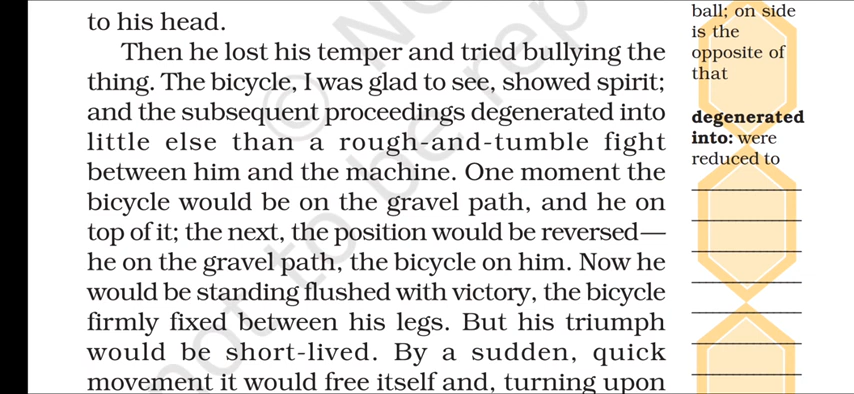 to his head.
Then he lost his temper and tried bullying the
thing. The bicycle, I was glad to see, showed spirit;
and the subsequent proceedings degenerated into
little else than a rough-and-tumble fight
between him and the machine. One moment the
bicycle would be on the gravel path, and he on
top of it; the next, the position would be reversed—
he on the gravel path, the bicycle on him. Now he
would be standing flushed with victory, the bicycle
firmly fixed between his legs. But his triumph
would be short-lived. By a sudden, quick
movement it would free itself and, turning upon
ball; on side
is the
opposite of
that
degenerated
into: were
reduced to
© N
not to be rep